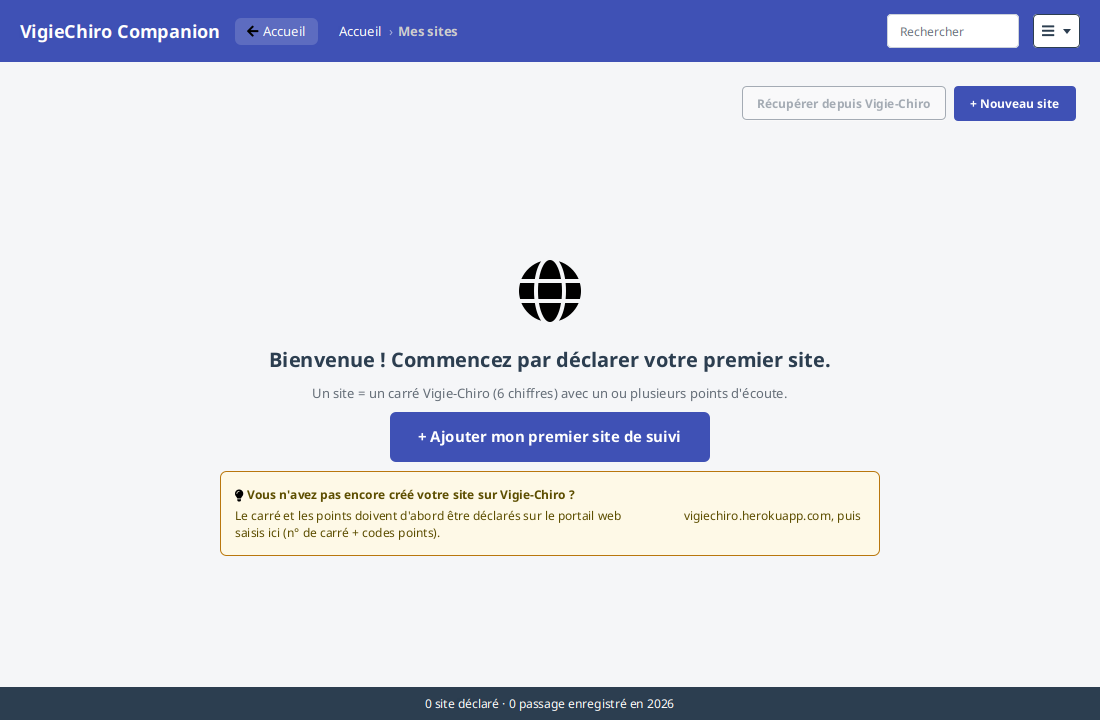 VigieChiro Companion
Accueil
Accueil › Mes sites
Rechercher
Récupérer depuis Vigie-Chiro
+ Nouveau site
Bienvenue ! Commencez par déclarer votre premier site.
Un site = un carré Vigie-Chiro (6 chiffres) avec un ou plusieurs points d'écoute.
+ Ajouter mon premier site de suivi
Vous n'avez pas encore créé votre site sur Vigie-Chiro ?
Le carré et les points doivent d'abord être déclarés sur le portail web vigiechiro.herokuapp.com, puis
saisis ici (n° de carré + codes points).
0 site déclaré · 0 passage enregistré en 2026